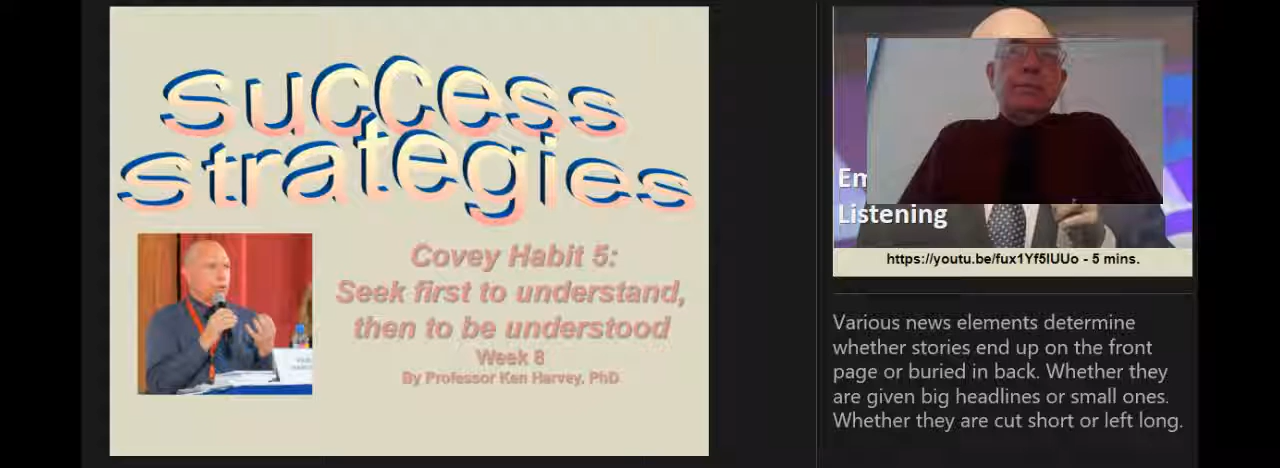 Success
strategies
Covey Habit 5:
Seek first to understand,
then to be understood
Week 8
By Professor Ken Harvey, PhD
Em
Listening
https://youtu.be/fux1Yf5IUUo - 5 mins.
Various news elements determine
whether stories end up on the front
page or buried in back. Whether they
are given big headlines or small ones.
Whether they are cut short or left long.